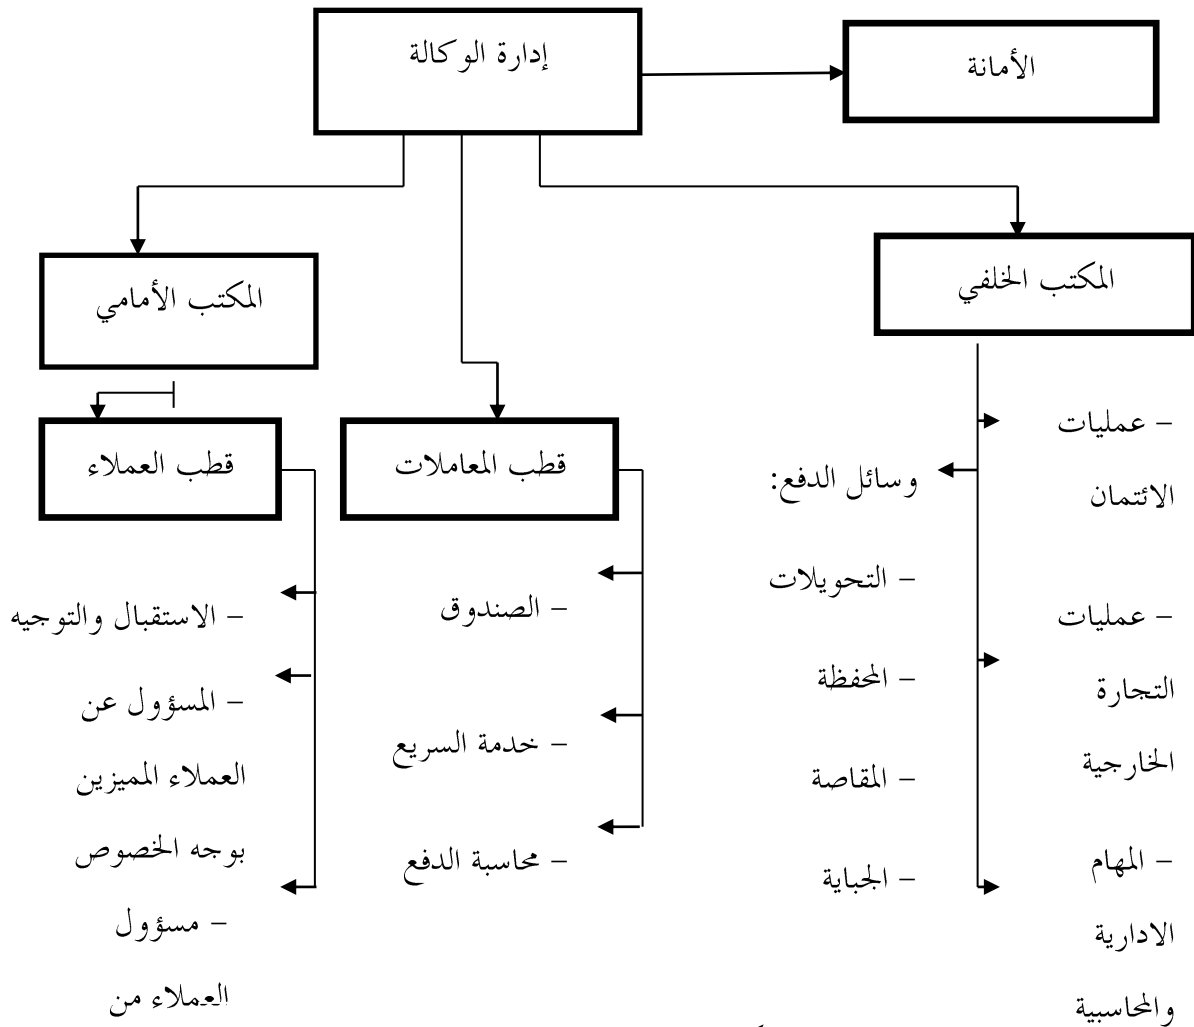 إدارة الوكالة
الأمانة
المكتب الخلفي
المكتب الأمامي
قطب المعاملات
قطب العملاء
– عمليات
الائتمان
– عمليات
التجارة
الخارجية
– المهام
الادارية
والمحاسبية
وسائل الدفع:
– التحويلات
– المحفظة
– المقاصة
– الجباية
– الصندوق
– خدمة السريع
– محاسبة الدفع
– الاستقبال والتوجيه
– المسؤول عن
العملاء المميزين
بوجه الخصوص
– مسؤول
العملاء من